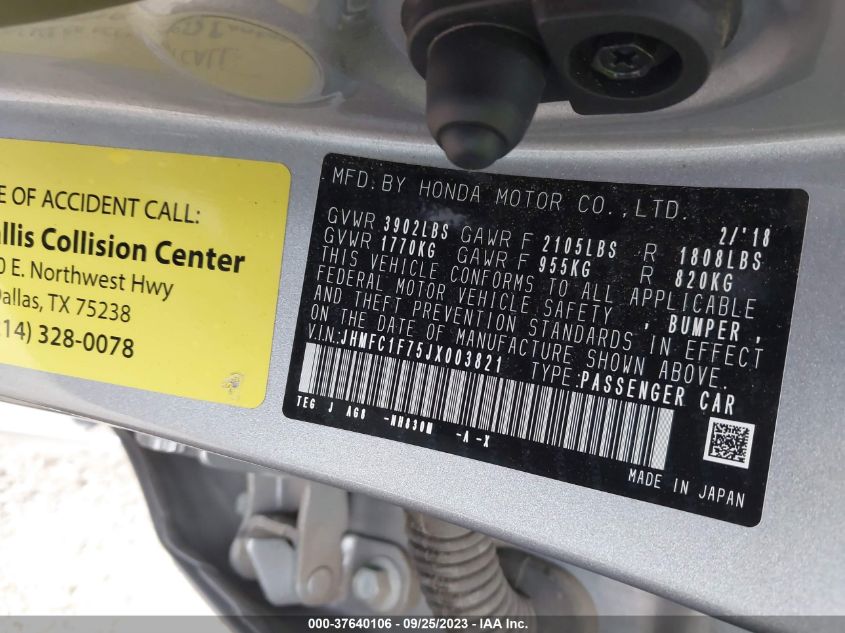 E OF ACCIDENT CALL:
allis Collision Center
0 E. Northwest Hwy
Dallas, TX 75238
14) 328-0078
MFD. BY HONDA MOTOR CO., LTD. 2/'18
GVWR 3902LBS GAWR F 2105LBS R 1808LBS
GVWR 1770KG GAWR F 955KG R 820KG
THIS VEHICLE CONFORMS TO ALL APPLICABLE
FEDERAL MOTOR VEHICLE SAFETY , BUMPER ,
AND THEFT PREVENTION STANDARDS IN EFFECT
ON THE DATE OF MANUFACTURE SHOWN ABOVE.
V.I.N.: JHMFC1F75JX003821 TYPE: PASSENGER CAR
TEG J AG8 -NH830M -A -X
MADE IN JAPAN
000-37640106 - 09/25/2023 - IAA Inc.